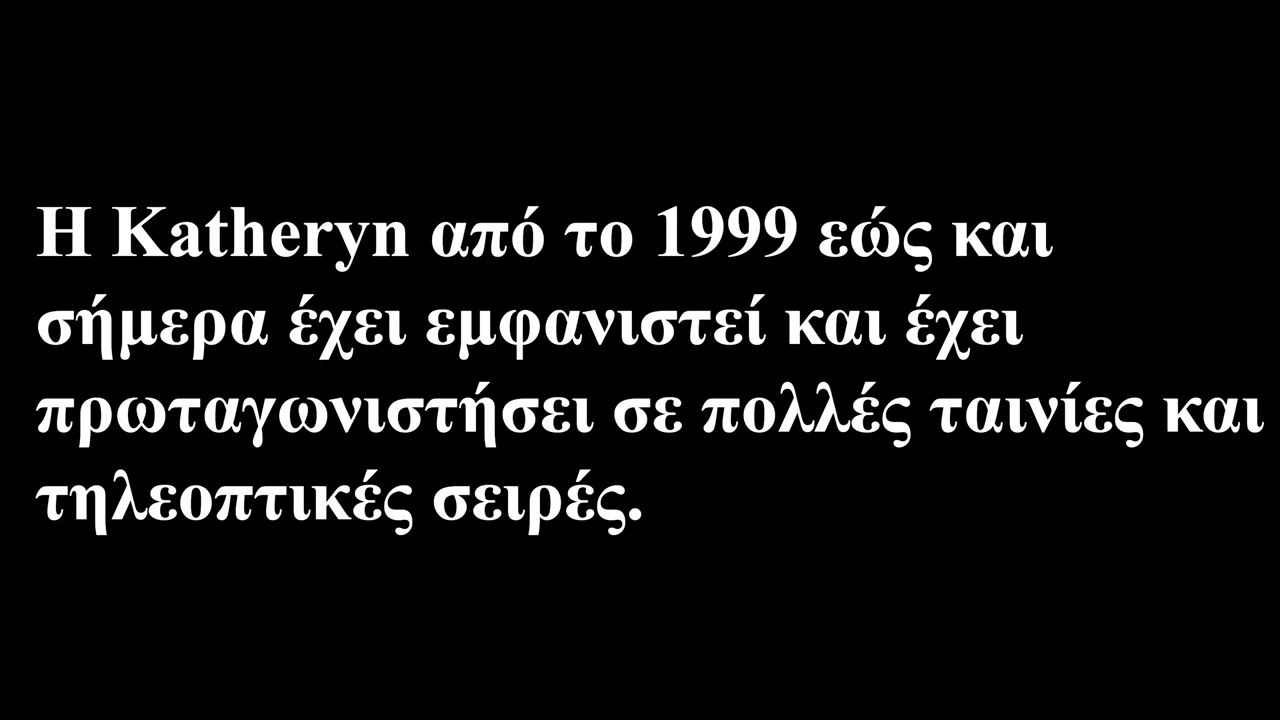 Η Katheryn από το 1999 εώς και
σήμερα έχει εμφανιστεί και έχει
πρωταγωνιστήσει σε πολλές ταινίες και
τηλεοπτικές σειρές.